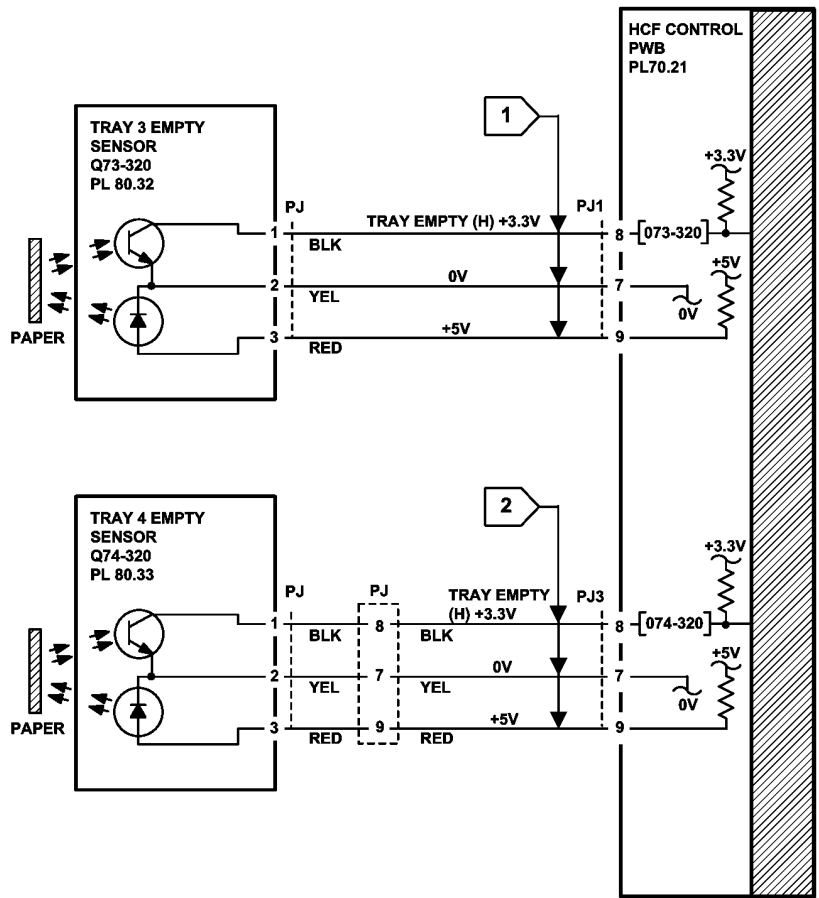 HCF CONTROL
PWB
PL70.21
1
TRAY 3 EMPTY
SENSOR
Q73-320
PL 80.32
+3.3V
PJ
TRAY EMPTY (H) +3.3V
PJ1
1
BLK
8
073-320
+5V
2
YEL
0V
7
0V
PAPER
3
RED
+5V
9
2
TRAY 4 EMPTY
SENSOR
Q74-320
PL 80.33
+3.3V
PJ
PJ
TRAY EMPTY
(H) +3.3V
PJ3
1
BLK
8
BLK
8
074-320
+5V
2
YEL
7
YEL
0V
7
0V
PAPER
3
RED
9
RED
+5V
9